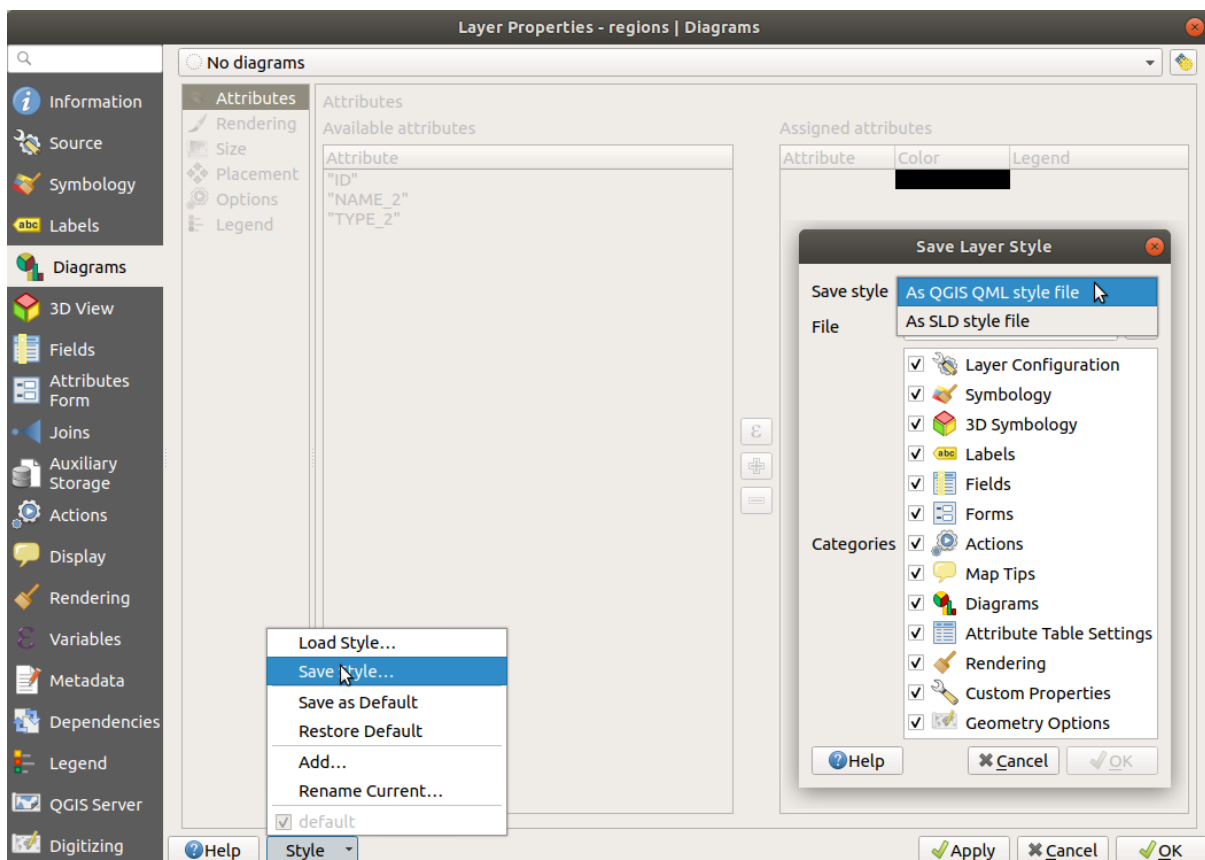 Layer Properties - regions | Diagrams
No diagrams
Information
Source
Symbology
abc Labels
Diagrams
3D View
Fields
Attributes
Form
Joins
Auxiliary
Storage
Actions
Display
Rendering
Variables
Metadata
Dependencies
Legend
QGIS Server
Digitizing
Attributes
Rendering
Size
Placement
Options
Legend
Attributes
Available attributes
Attribute
"ID"
"NAME_2"
"TYPE_2"
ε
Assigned attributes
Attribute Color Legend
Save Layer Style
Save style As QGIS QML style file
As SLD style file
File
Categories
Layer Configuration
Symbology
3D Symbology
abc Labels
Fields
Forms
Actions
Map Tips
Diagrams
Attribute Table Settings
Rendering
Custom Properties
Geometry Options
Help Cancel OK
Load Style...
Save Style...
Save as Default
Restore Default
Add...
Rename Current...
default
Help Style Apply Cancel OK